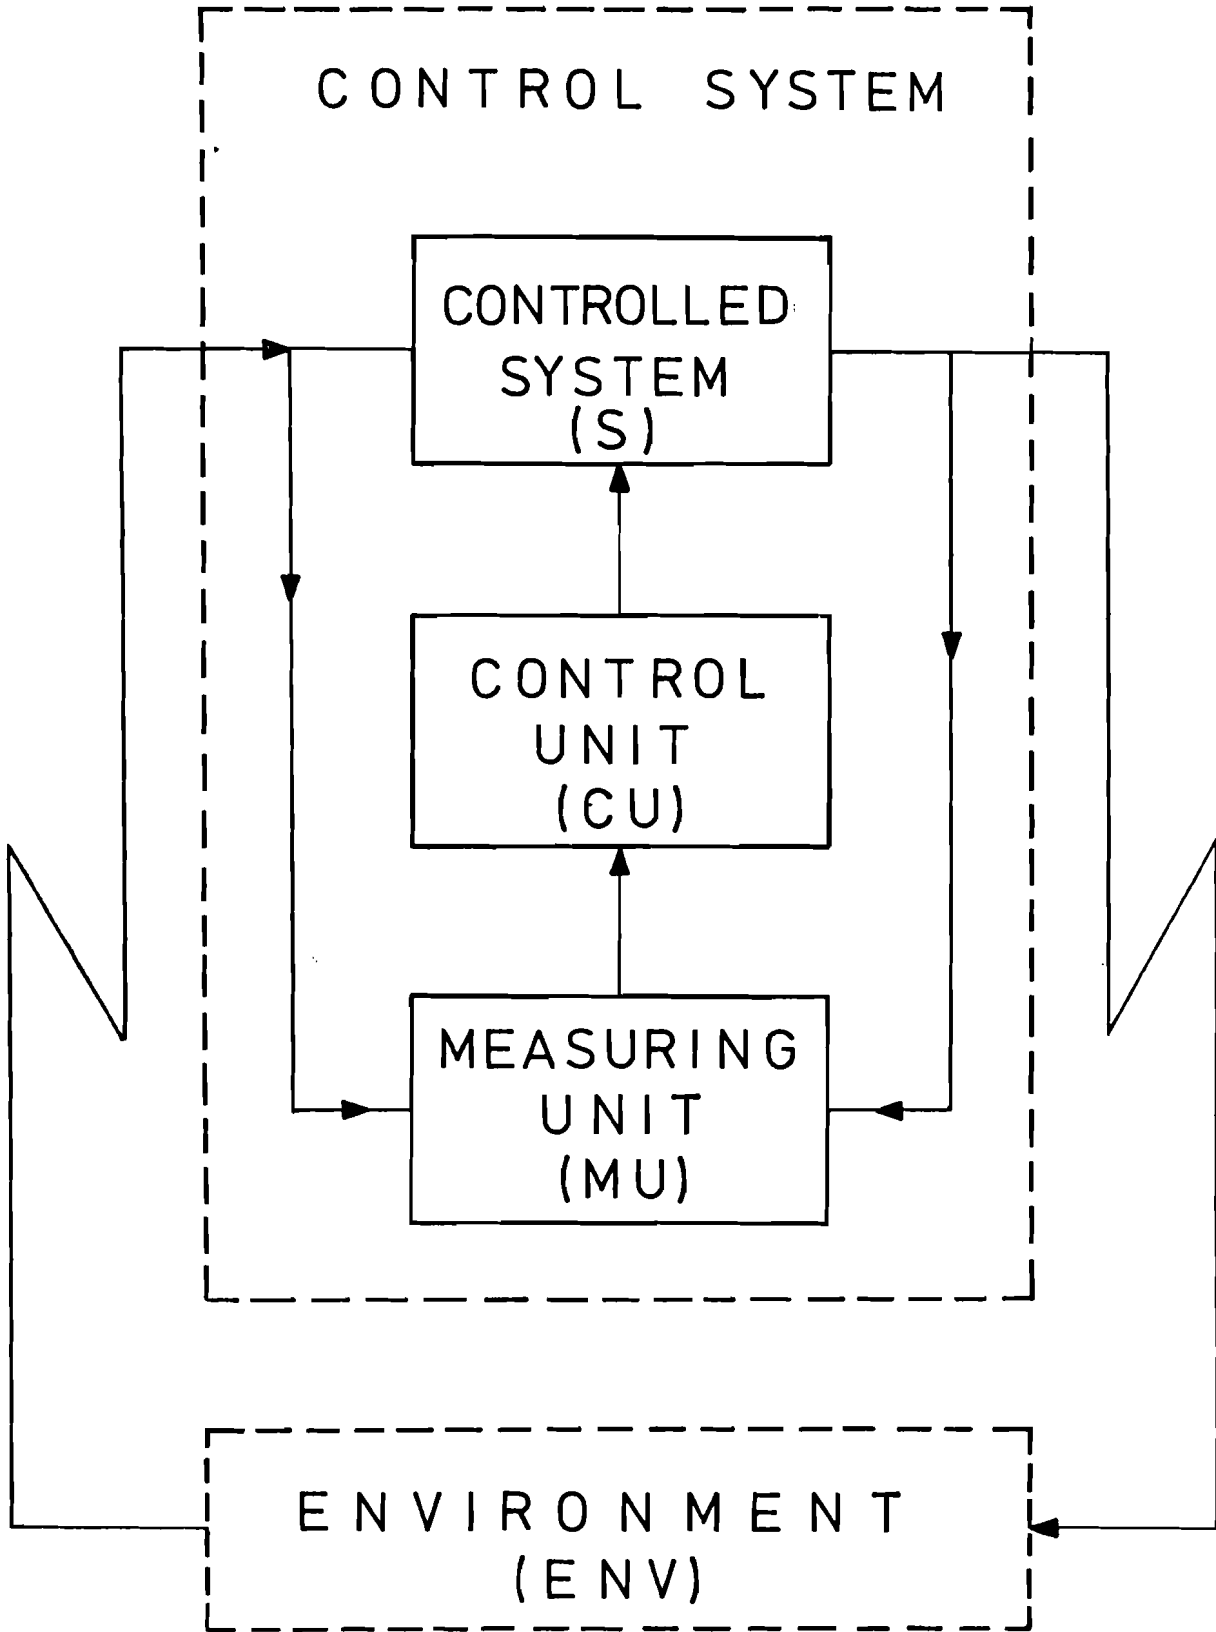 CONTROL SYSTEM
CONTROLLED
SYSTEM
(S)
CONTROL
UNIT
(CU)
MEASURING
UNIT
(MU)
ENVIRONMENT
(ENV)